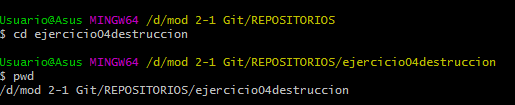 Usuario@Asus MINGW64 /d/mod 2-1 Git/REPOSITORIOS
$ cd ejercicio04destruccion
Usuario@Asus MINGW64 /d/mod 2-1 Git/REPOSITORIOS/ejercicio04destruccion
$ pwd
/d/mod 2-1 Git/REPOSITORIOS/ejercicio04destruccion